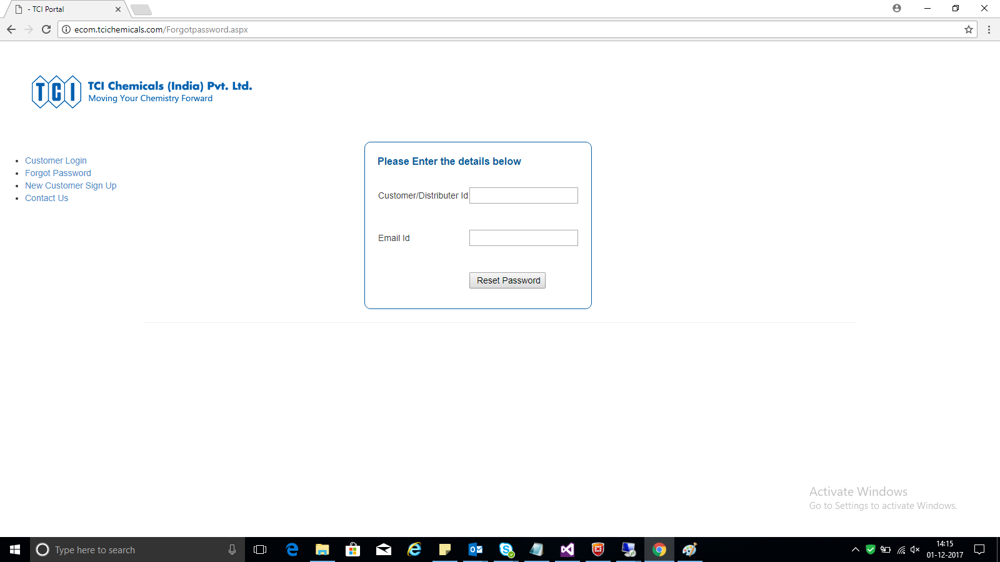 - TCI Portal
ecom.tcichemicals.com/Forgotpassword.aspx
TCI
TCI Chemicals (India) Pvt. Ltd.
Moving Your Chemistry Forward
Customer Login
Forgot Password
New Customer Sign Up
Contact Us
Please Enter the details below
Customer/Distributer Id
Email Id
Reset Password
Activate Windows
Go to Settings to activate Windows.
Type here to search
14:15
01-12-2017